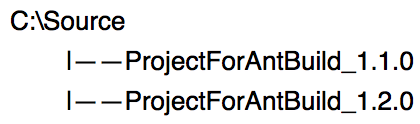 C:\Source
|——ProjectForAntBuild_1.1.0
|——ProjectForAntBuild_1.2.0